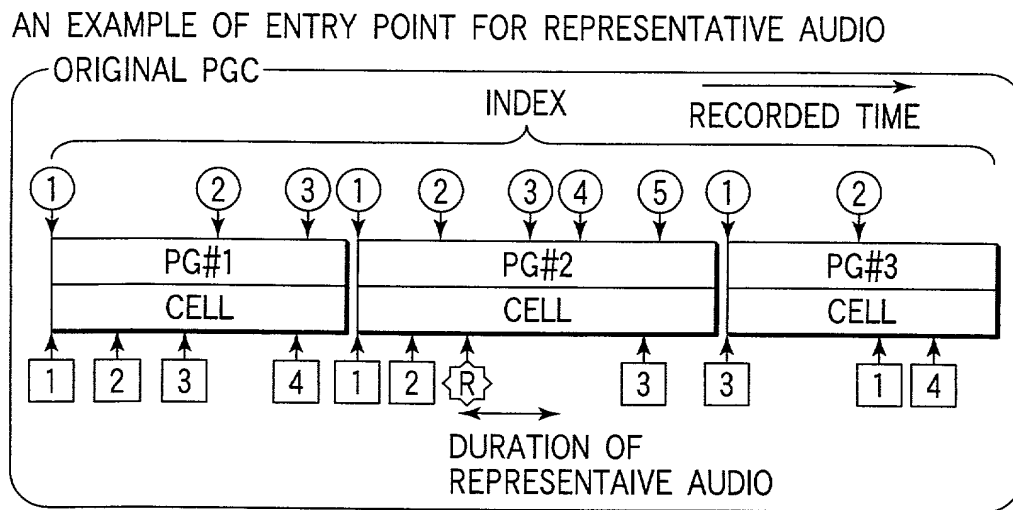 AN EXAMPLE OF ENTRY POINT FOR REPRESENTATIVE AUDIO
ORIGINAL PGC
INDEX
RECORDED TIME
1 2 3 1 2 3 4 5 1 2
PG#1 PG#2 PG#3
CELL CELL CELL
1 2 3 4 1 2 R 3 3 1 4
DURATION OF
REPRESENTAIVE AUDIO